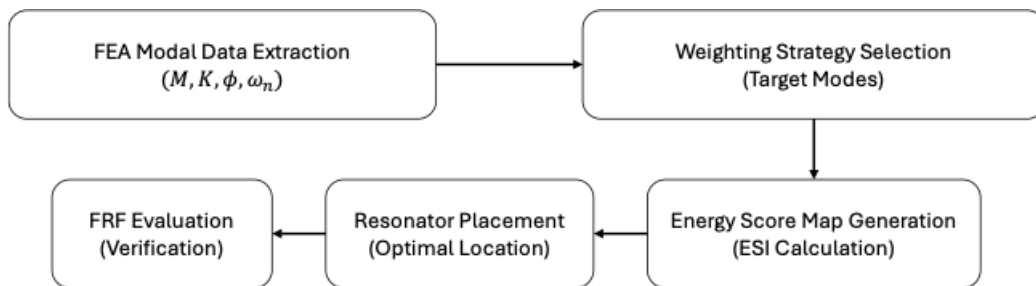 FEA Modal Data Extraction
(𝑀, 𝐾, 𝜙, 𝜔ₙ)
Weighting Strategy Selection
(Target Modes)
Energy Score Map Generation
(ESI Calculation)
Resonator Placement
(Optimal Location)
FRF Evaluation
(Verification)